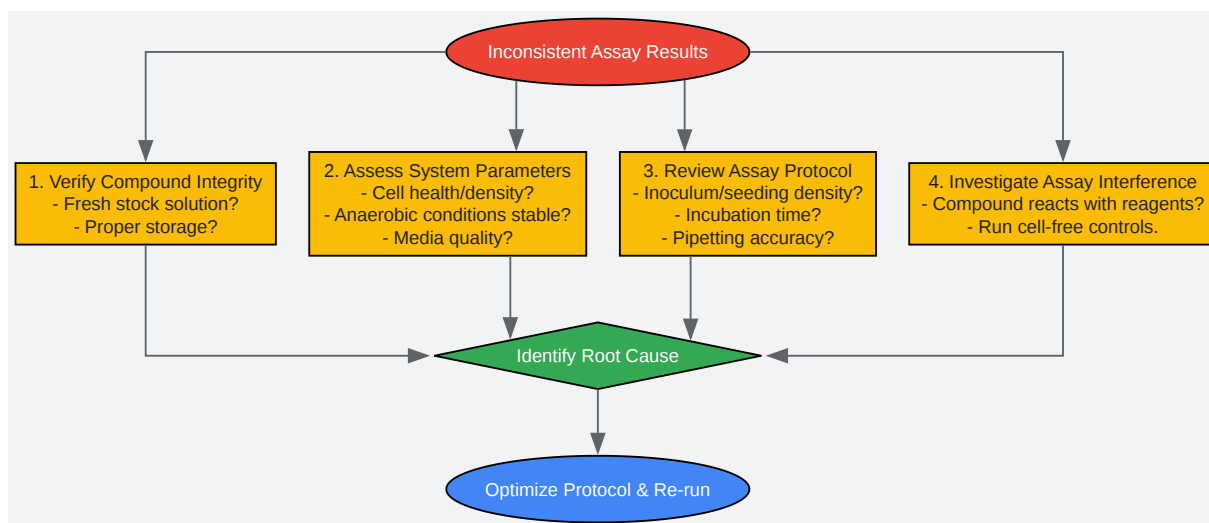 Inconsistent Assay Results
1. Verify Compound Integrity
- Fresh stock solution?
- Proper storage?
2. Assess System Parameters
- Cell health/density?
- Anaerobic conditions stable?
- Media quality?
3. Review Assay Protocol
- Inoculum/seeding density?
- Incubation time?
- Pipetting accuracy?
4. Investigate Assay Interference
- Compound reacts with reagents?
- Run cell-free controls.
Identify Root Cause
Optimize Protocol & Re-run